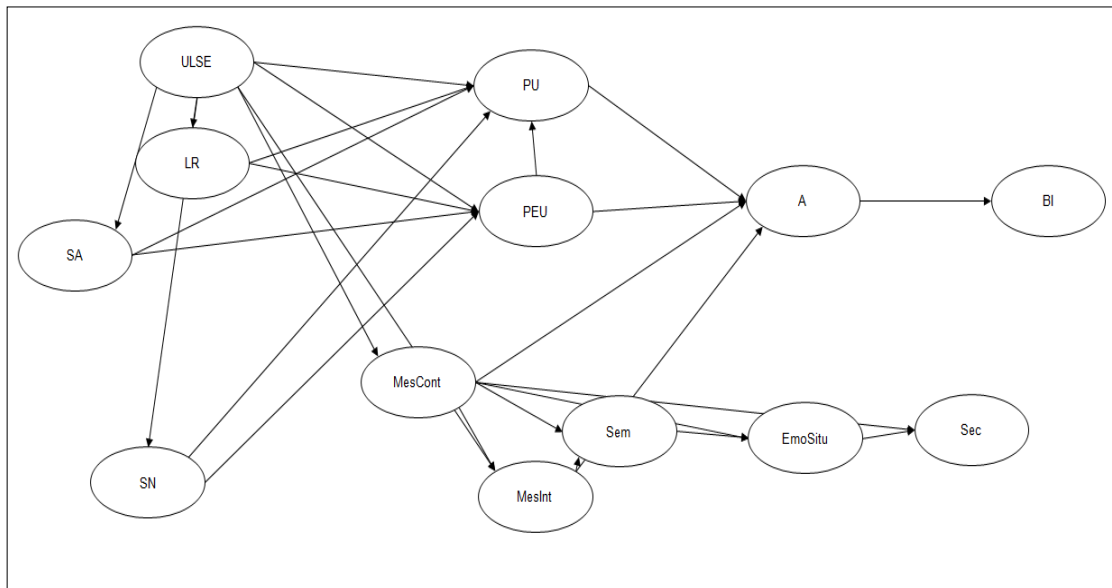 ULSE
PU
LR
PEU
A
BI
SA
MesCont
Sem
EmoSitu
Sec
SN
MesInt